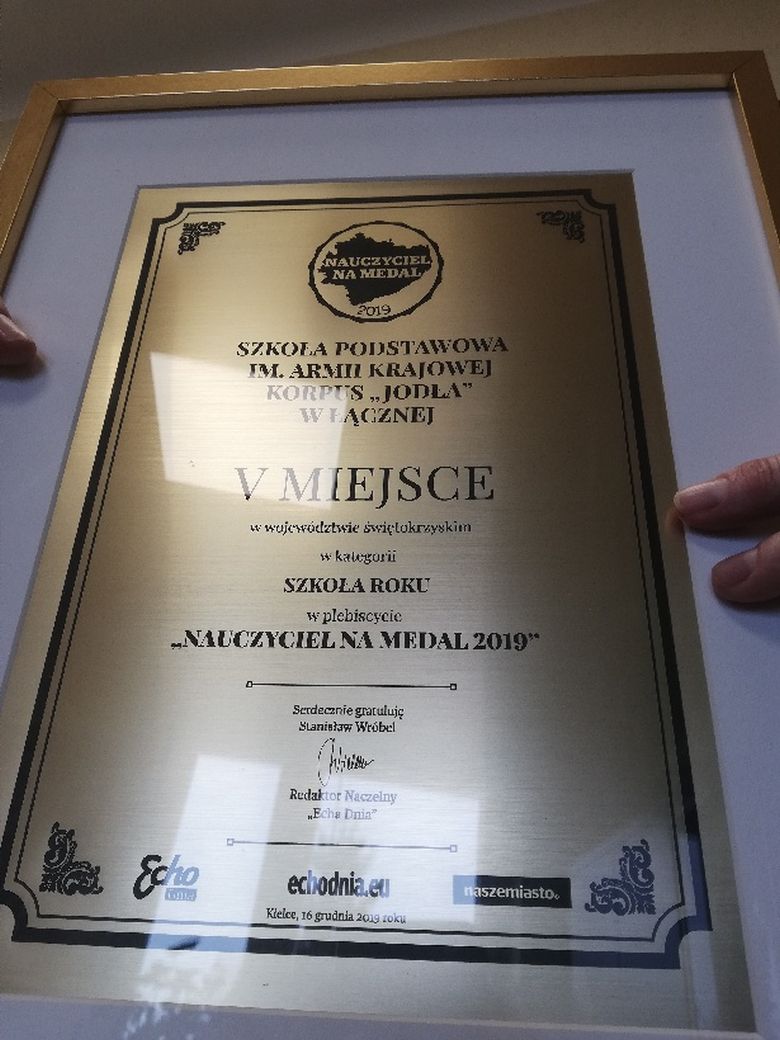 NAUCZYCIEL
NA MEDAL
2019
SZKOŁA PODSTAWOWA
IM. ARMII KRAJOWEJ
KORPUS „JODŁA”
W ŁĄCZNEJ
V MIEJSCE
w województwie świętokrzyskim
w kategorii
SZKOŁA ROKU
w plebiscycie
„NAUCZYCIEL NA MEDAL 2019”
Serdecznie gratuluję
Stanisław Wróbel
Redaktor Naczelny
„Echa Dnia”
Echo
Dnia
echodnia.eu
naszemiasto
Kielce, 16 grudnia 2019 roku